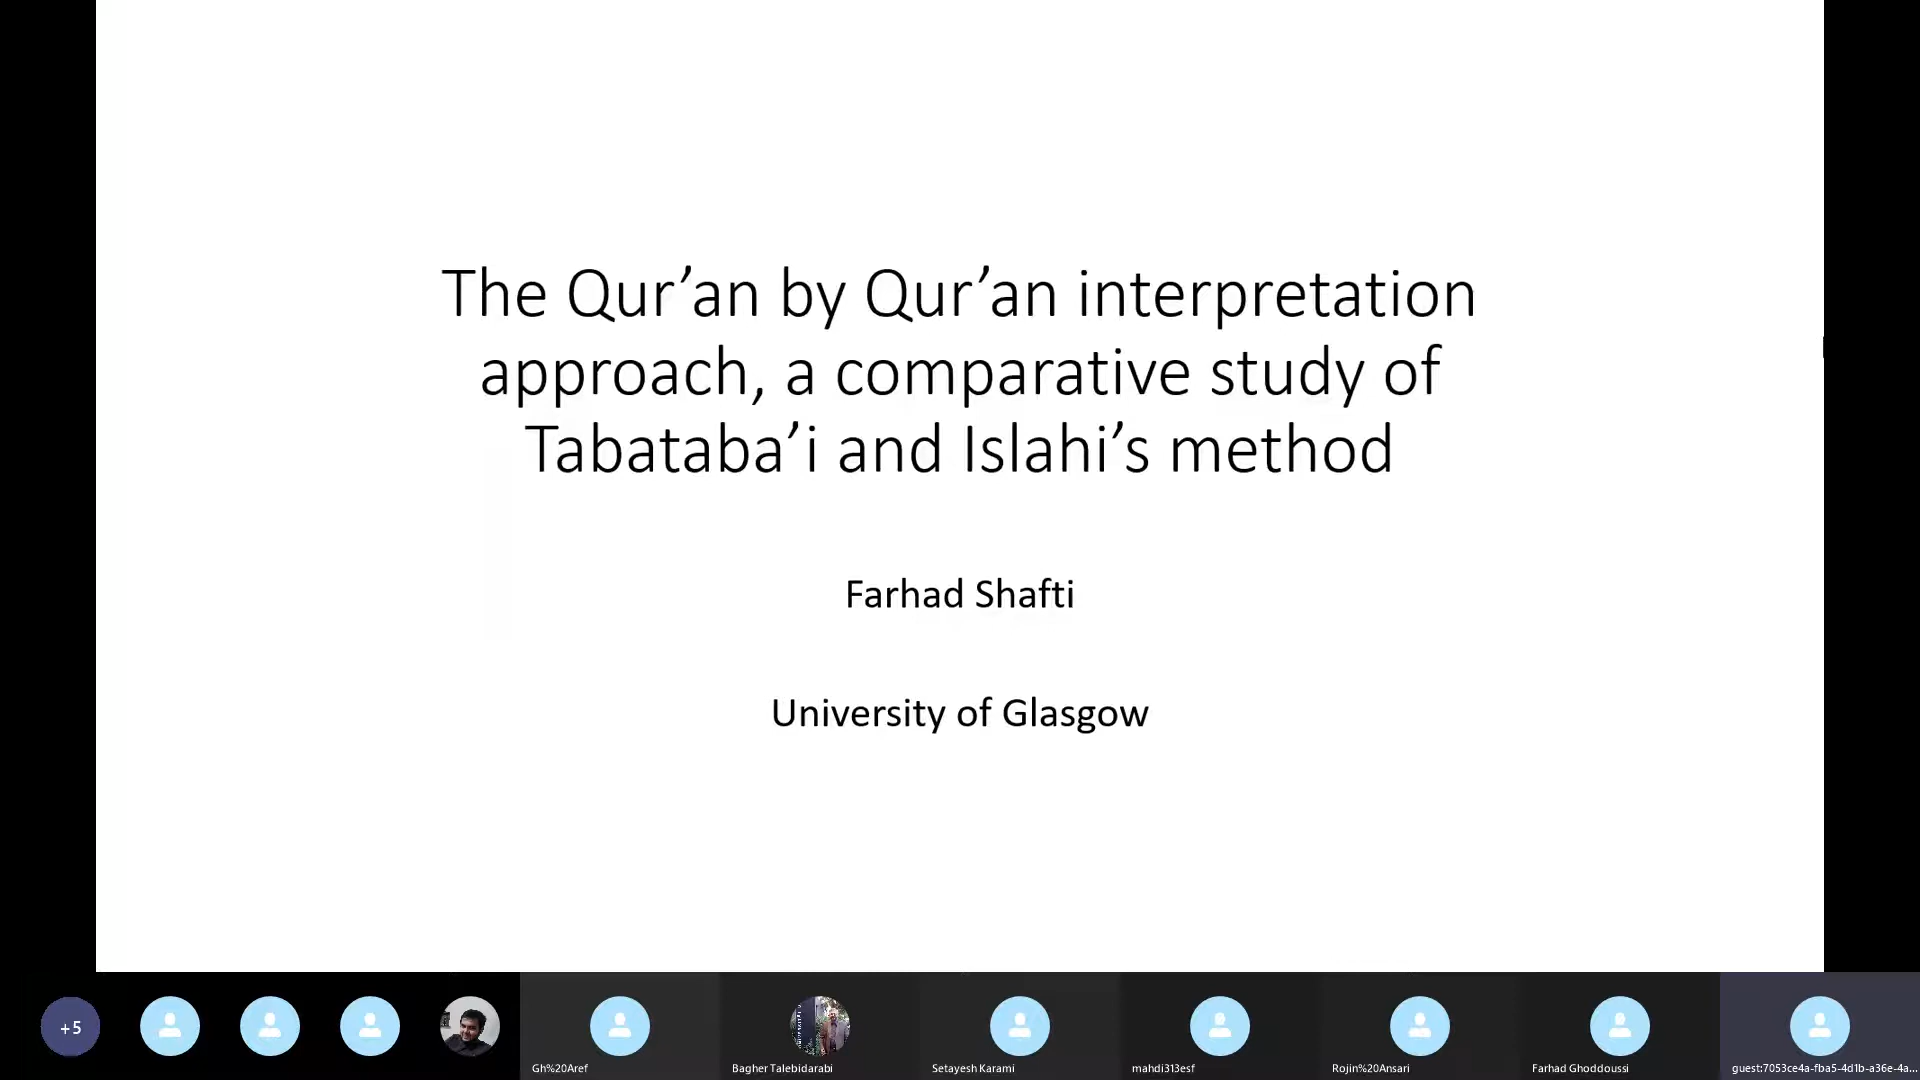 The Qur’an by Qur’an interpretation
approach, a comparative study of
Tabataba’i and Islahi’s method
Farhad Shafti
University of Glasgow
+5
Gh%20Aref
Bagher Talebidarabi
Setayesh Karami
mahdi313esf
Rojin%20Ansari
Farhad Ghoddoussi
guest:7053ce4a-fba5-4d1b-a36e-4a...